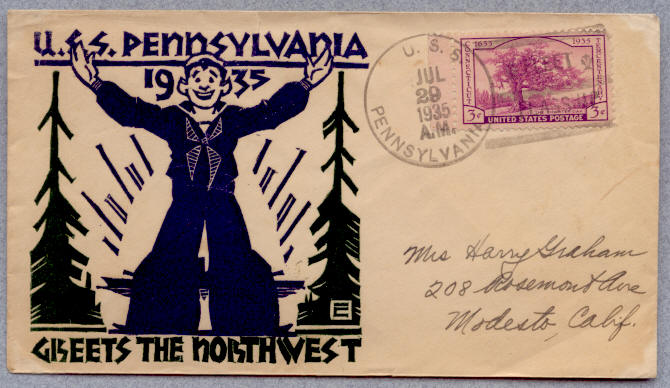 U.S.S. PENNSYLVANIA
1935
GREETS THE NORTHWEST
E
U.S.S.
JUL
29
1935
A.M.
PENNSYLVANIA
1635 1935
CONNECTICUT
TERCENTENARY
3¢ 3¢
UNITED STATES POSTAGE
Mrs Harry Graham
208 Rosemont Ave
Modesto, Calif.